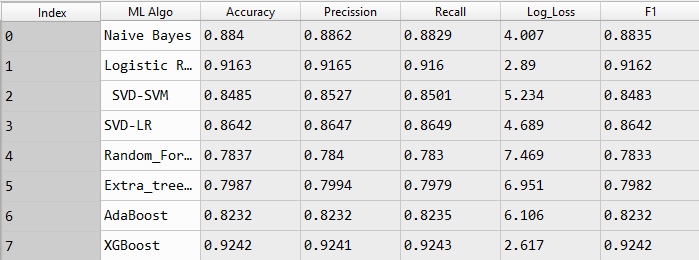 Index ML Algo Accuracy Precission Recall Log_Loss F1
0 Naive Bayes 0.884 0.8862 0.8829 4.007 0.8835
1 Logistic R… 0.9163 0.9165 0.916 2.89 0.9162
2 SVD-SVM 0.8485 0.8527 0.8501 5.234 0.8483
3 SVD-LR 0.8642 0.8647 0.8649 4.689 0.8642
4 Random_For… 0.7837 0.784 0.783 7.469 0.7833
5 Extra_tree… 0.7987 0.7994 0.7979 6.951 0.7982
6 AdaBoost 0.8232 0.8232 0.8235 6.106 0.8232
7 XGBoost 0.9242 0.9241 0.9243 2.617 0.9242